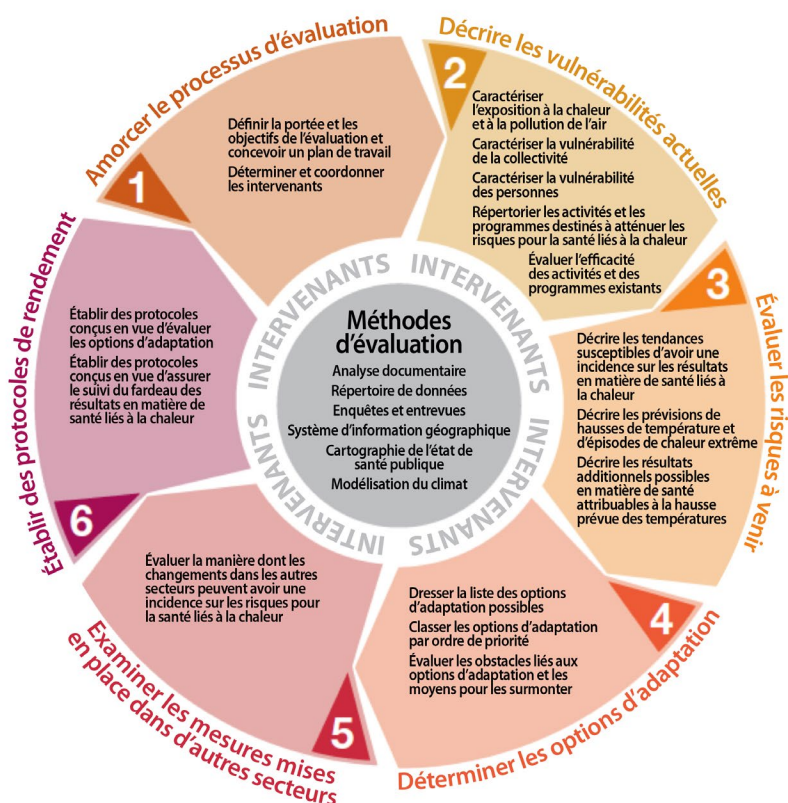 Amorcer le processus d'évaluation
1
Définir la portée et les
objectifs de l'évaluation et
concevoir un plan de travail
Déterminer et coordonner
les intervenants
Décrire les vulnérabilités actuelles
2
Caractériser
l'exposition à la chaleur
et à la pollution de l'air
Caractériser la vulnérabilité
de la collectivité
Caractériser la vulnérabilité
des personnes
Répertorier les activités et les
programmes destinés à atténuer les
risques pour la santé liés à la chaleur
Évaluer l'efficacité
des activités et des
programmes existants
Évaluer les risques à venir
3
Décrire les tendances
susceptibles d'avoir une
incidence sur les résultats
en matière de santé liés à
la chaleur
Décrire les prévisions de
hausses de température et
d'épisodes de chaleur extrême
Décrire les résultats
additionnels possibles
en matière de santé
attribuables à la hausse
prévue des températures
Déterminer les options d'adaptation
4
Dresser la liste des options
d'adaptation possibles
Classer les options d'adaptation
par ordre de priorité
Évaluer les obstacles liés aux
options d'adaptation et les
moyens pour les surmonter
Examiner les mesures mises
en place dans d'autres secteurs
5
Évaluer la manière dont les
changements dans les autres
secteurs peuvent avoir une
incidence sur les risques pour
la santé liés à la chaleur
Établir des protocoles de rendement
6
Établir des protocoles
conçus en vue d'évaluer
les options d'adaptation
Établir des protocoles
conçus en vue d'assurer
le suivi du fardeau des
résultats en matière de
santé liés à la chaleur
INTERVENANTS
INTERVENANTS
INTERVENANTS
INTERVENANTS
Méthodes
d'évaluation
Analyse documentaire
Répertoire de données
Enquêtes et entrevues
Système d'information géographique
Cartographie de l'état de
santé publique
Modélisation du climat